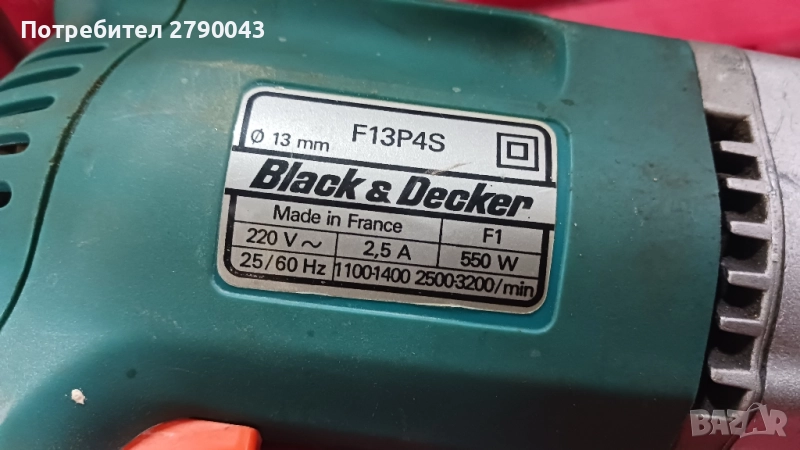 Потребител 2790043
Ø 13 mm F13P4S
Black & Decker
Made in France F1
220 V ~ 2,5 A 550 W
25/60 Hz 1100-1400 2500-3200/min
BAZAR